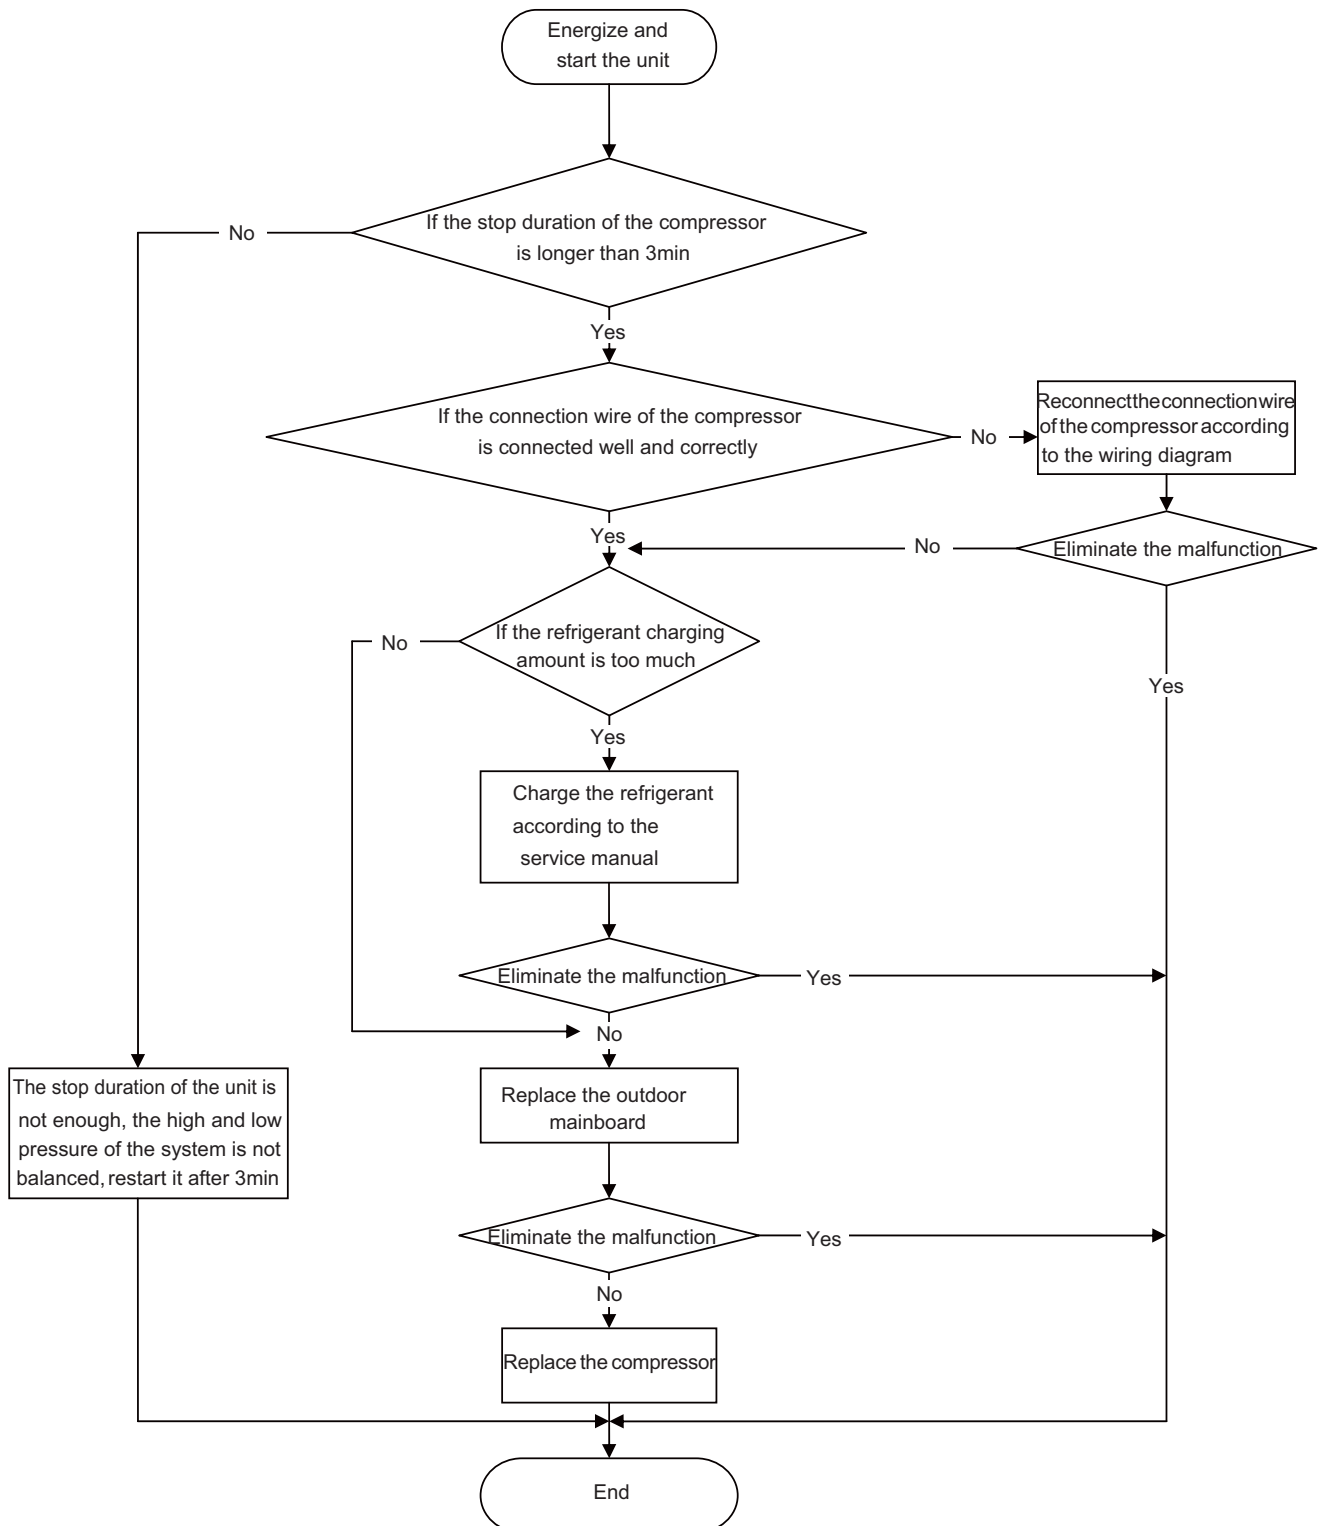 Energize and
start the unit
If the stop duration of the compressor
is longer than 3min
No
Yes
If the connection wire of the compressor
is connected well and correctly
No
Reconnect the connection wire
of the compressor according
to the wiring diagram
Yes
No
Eliminate the malfunction
If the refrigerant charging
amount is too much
No
Yes
Yes
Charge the refrigerant
according to the
service manual
Eliminate the malfunction
Yes
No
The stop duration of the unit is
not enough, the high and low
pressure of the system is not
balanced, restart it after 3min
Replace the outdoor
mainboard
Eliminate the malfunction
Yes
No
Replace the compressor
End